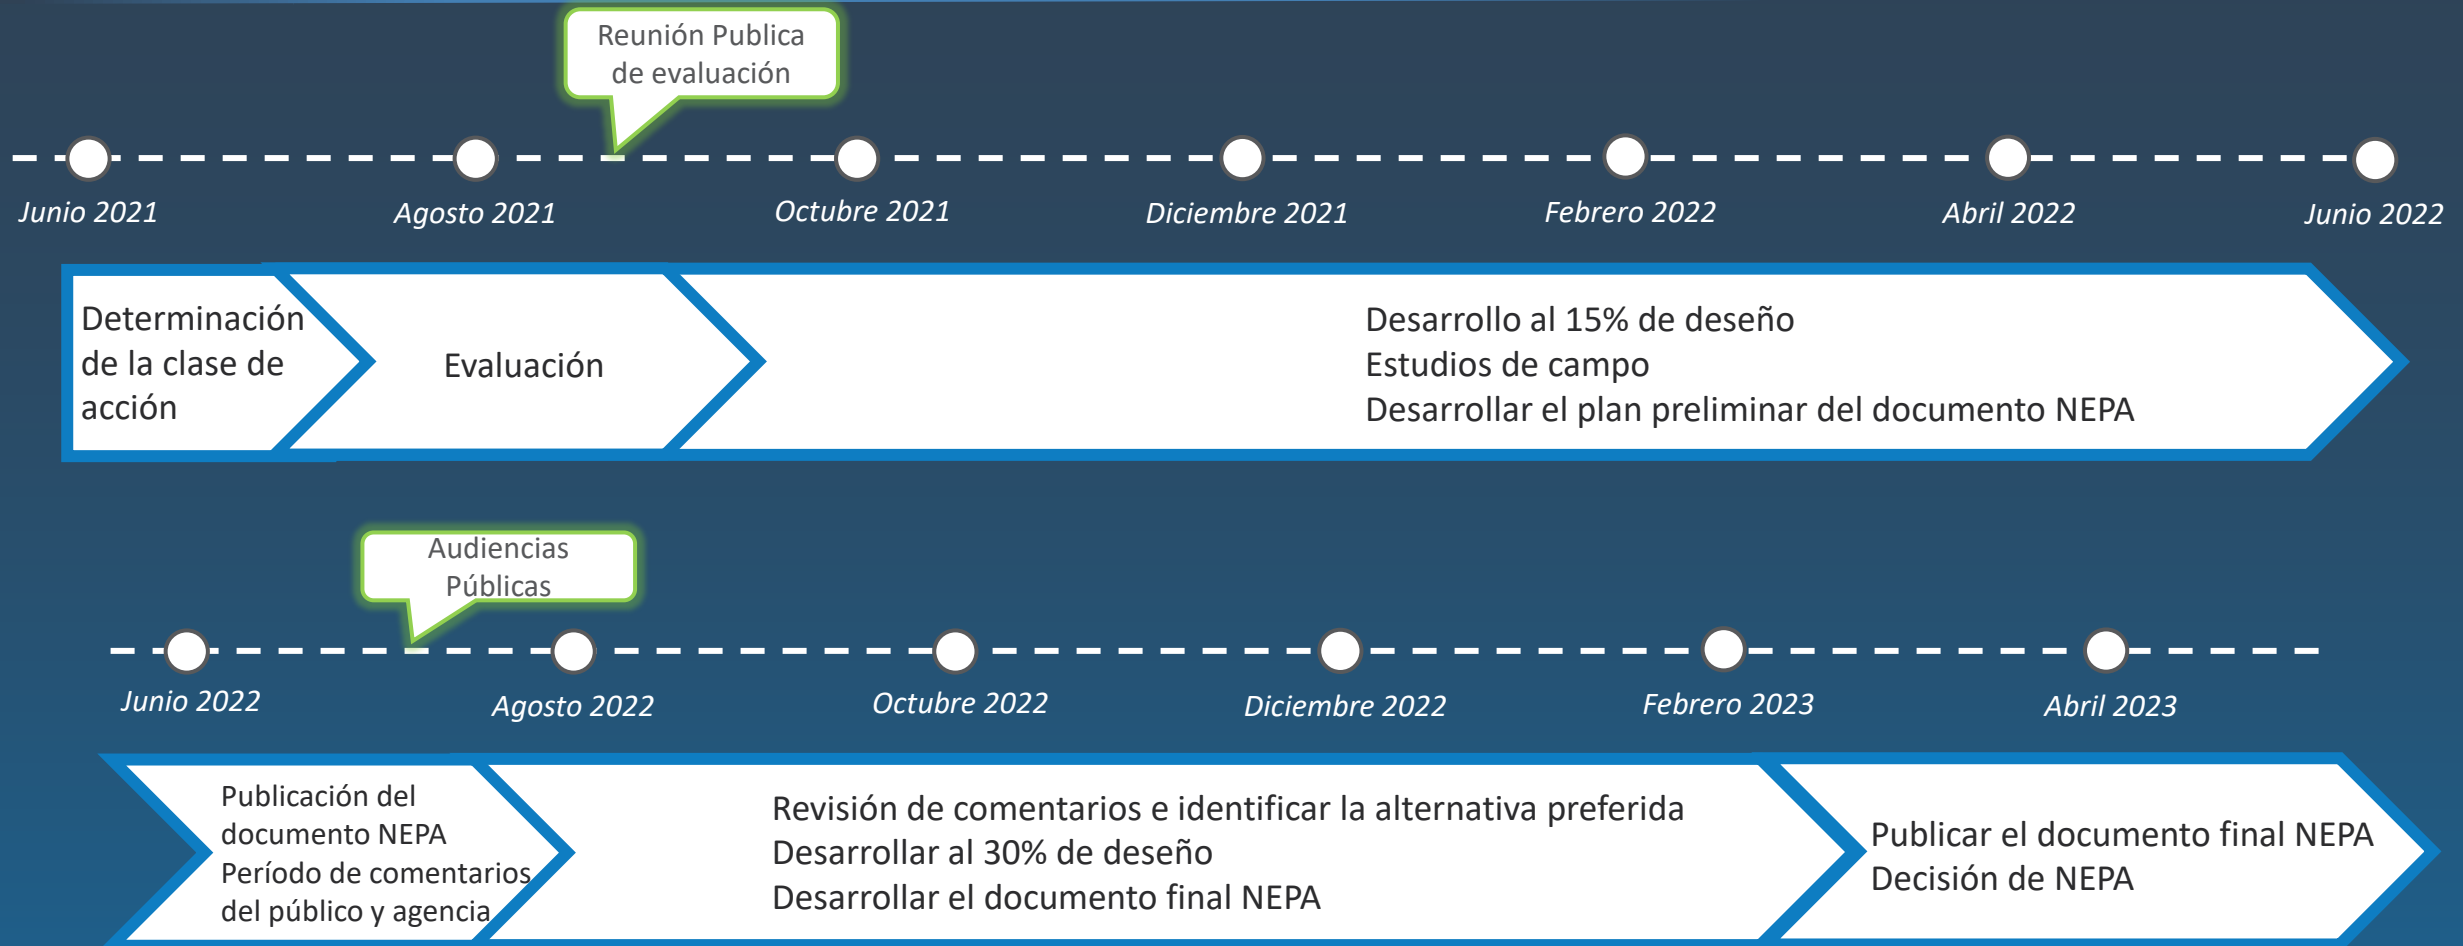 Reunión Publica
de evaluación
Junio 2021
Agosto 2021
Octubre 2021
Diciembre 2021
Febrero 2022
Abril 2022
Junio 2022
Determinación
de la clase de
acción
Evaluación
Desarrollo al 15% de deseño
Estudios de campo
Desarrollar el plan preliminar del documento NEPA
Audiencias
Públicas
Junio 2022
Agosto 2022
Octubre 2022
Diciembre 2022
Febrero 2023
Abril 2023
Publicación del
documento NEPA
Período de comentarios
del público y agencia
Revisión de comentarios e identificar la alternativa preferida
Desarrollar al 30% de deseño
Desarrollar el documento final NEPA
Publicar el documento final NEPA
Decisión de NEPA